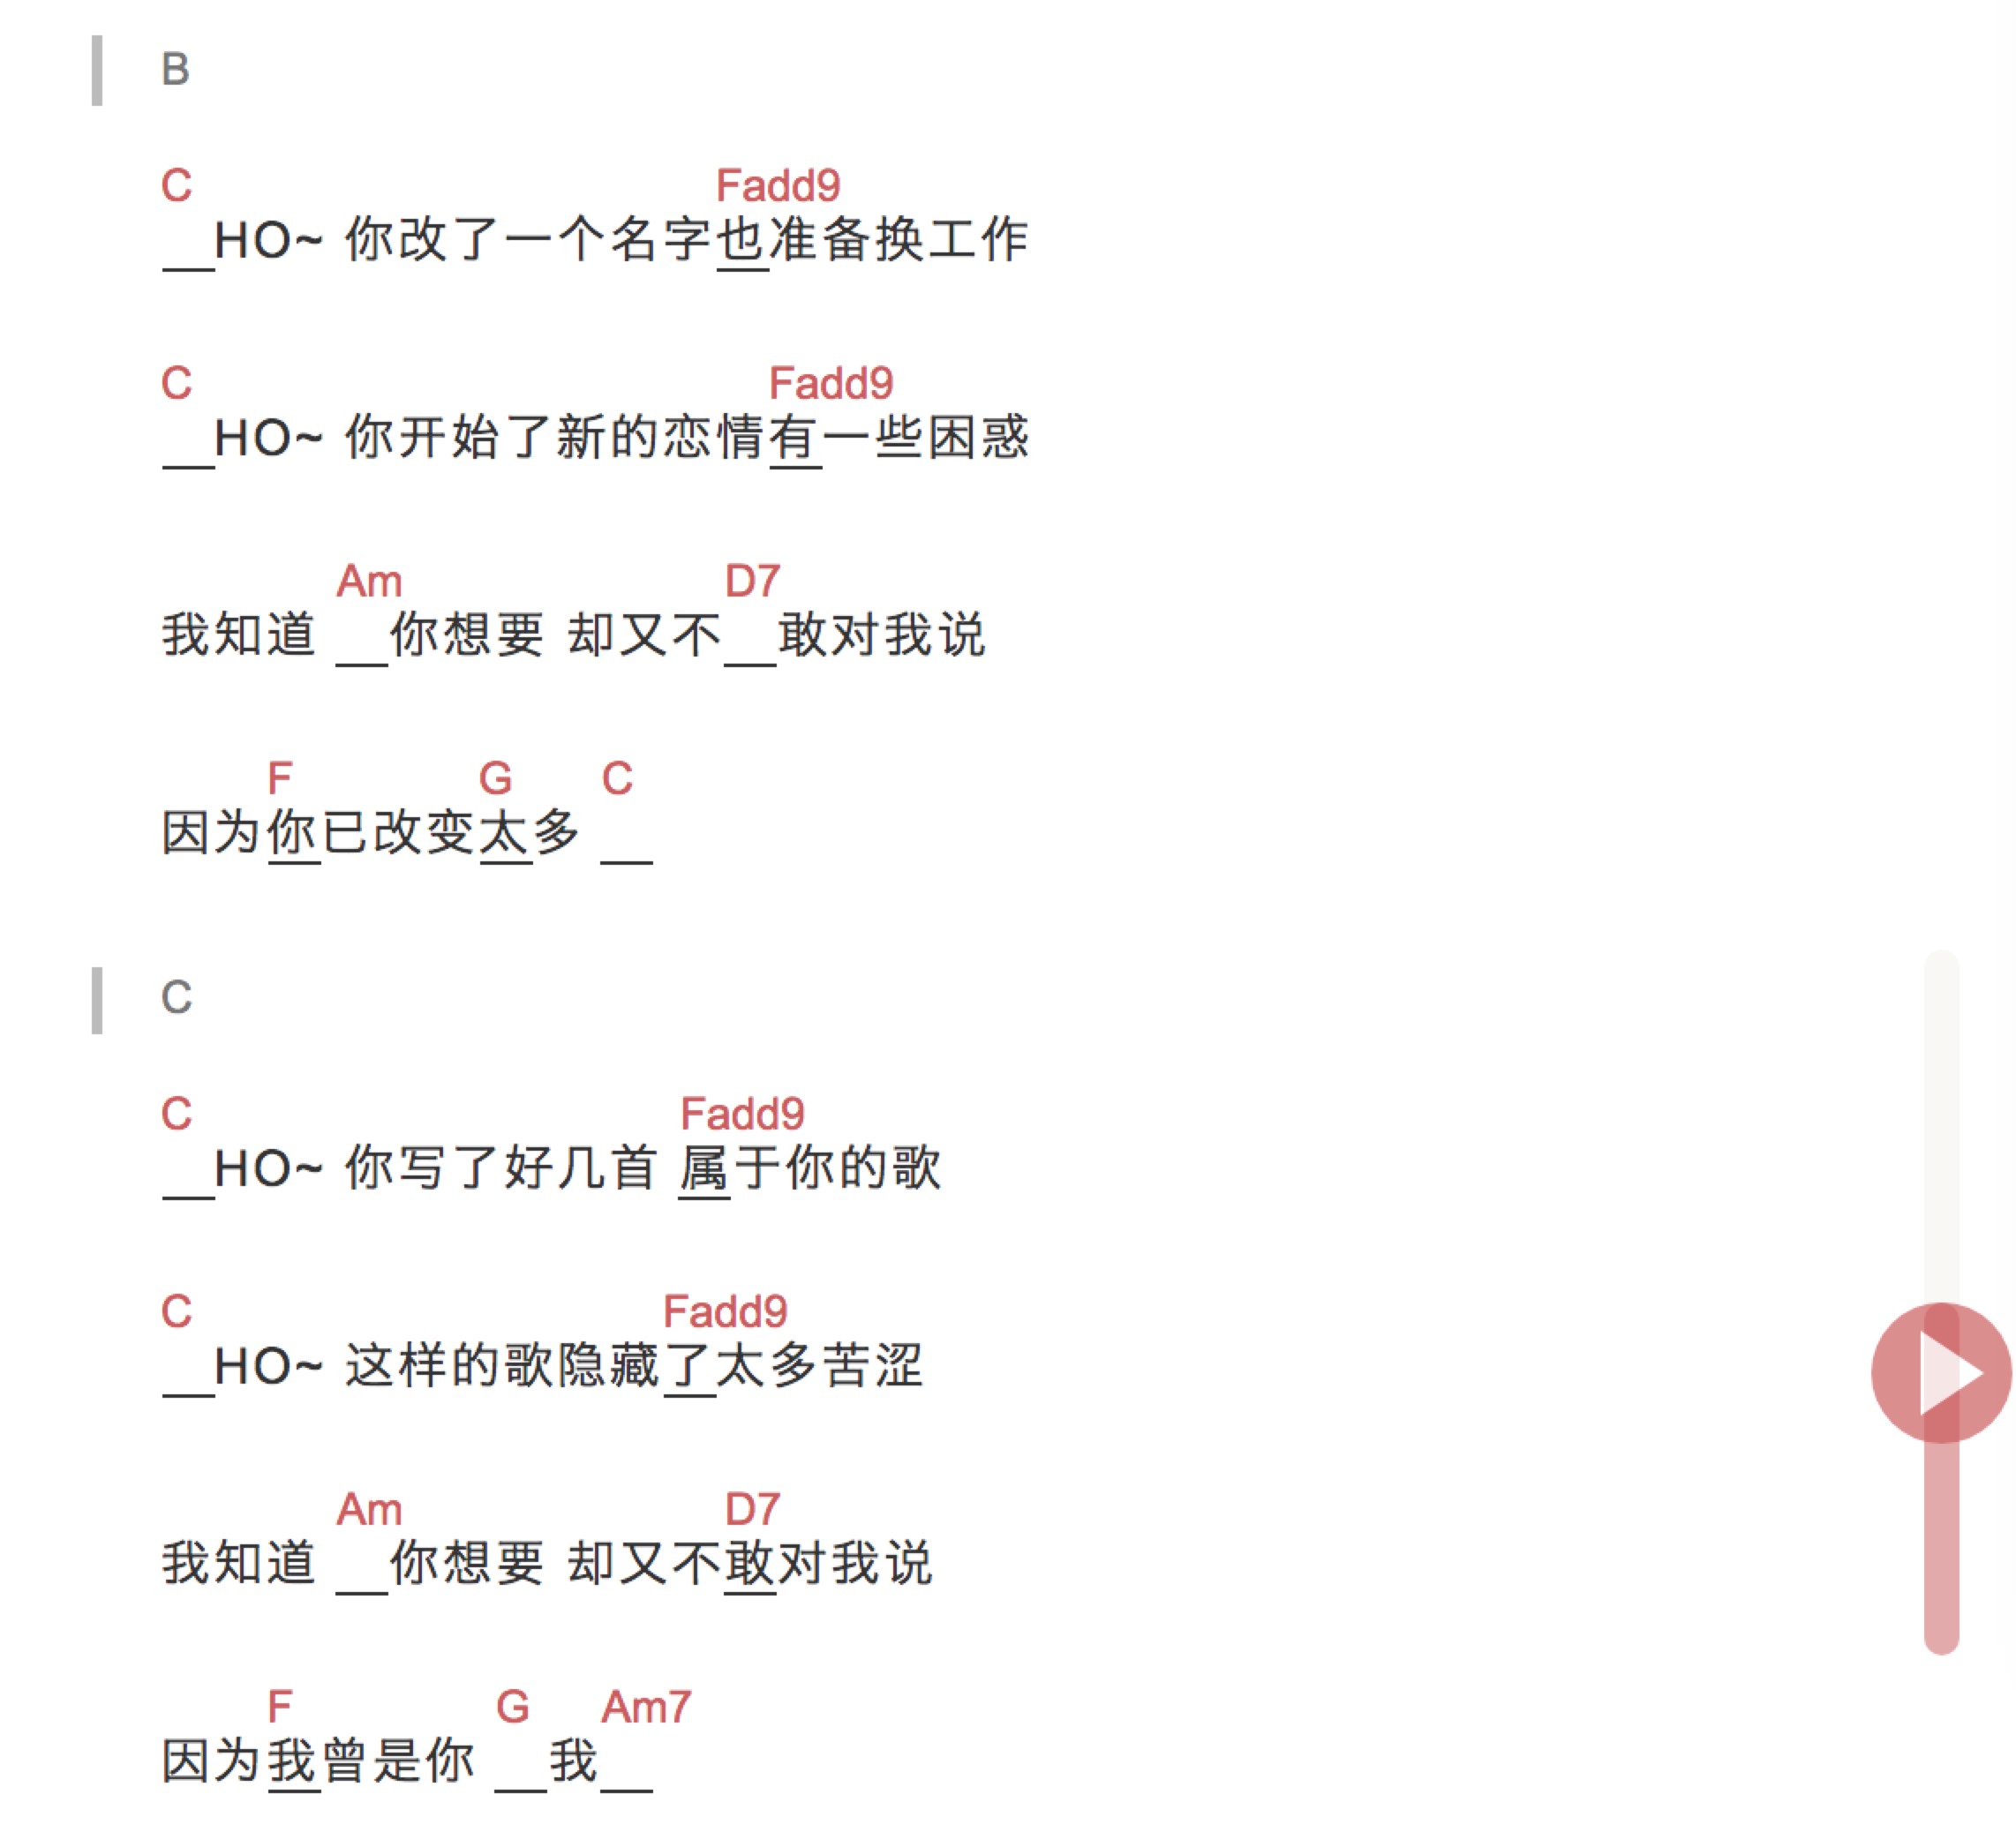 B
C Fadd9
__HO~ 你改了一个名字也准备换工作
C Fadd9
__HO~ 你开始了新的恋情有一些困惑
Am D7
我知道 __你想要 却又不__敢对我说
F G C
因为你已改变太多 __
C
C Fadd9
__HO~ 你写了好几首 属于你的歌
C Fadd9
__HO~ 这样的歌隐藏了太多苦涩
Am D7
我知道 __你想要 却又不敢对我说
F G Am7
因为我曾是你 __我__